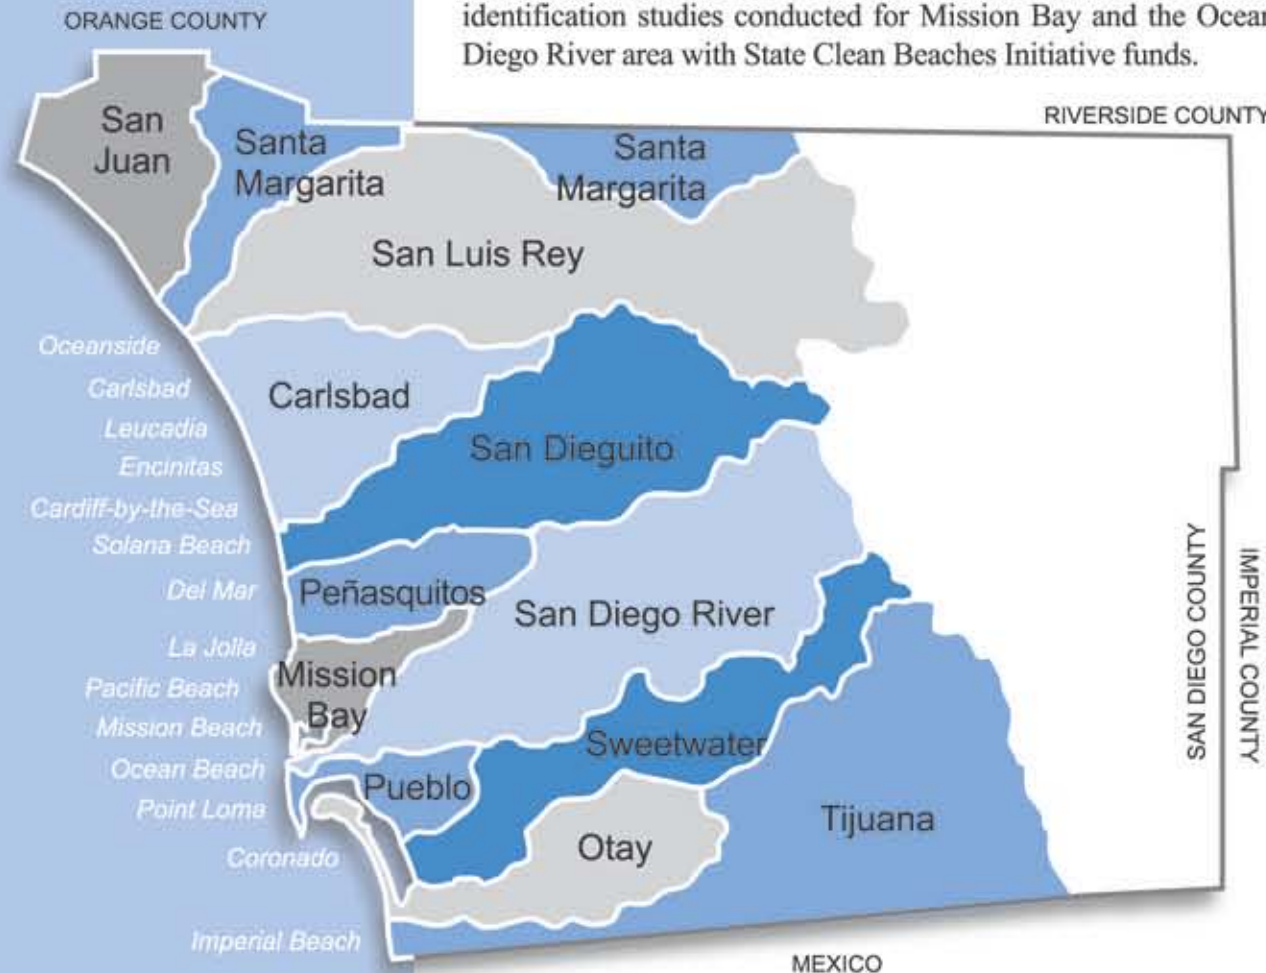 ORANGE COUNTY
identification studies conducted for Mission Bay and the Ocean
Diego River area with State Clean Beaches Initiative funds.
RIVERSIDE COUNTY
San
Juan
Santa
Margarita
Santa
Margarita
San Luis Rey
Oceanside
Carlsbad
Carlsbad
Leucadia
San Dieguito
Encinitas
Cardiff-by-the-Sea
Solana Beach
Del Mar
Peñasquitos
San Diego River
SAN DIEGO COUNTY
IMPERIAL COUNTY
La Jolla
Mission
Bay
Pacific Beach
Mission Beach
Sweetwater
Ocean Beach
Pueblo
Point Loma
Tijuana
Otay
Coronado
Imperial Beach
MEXICO